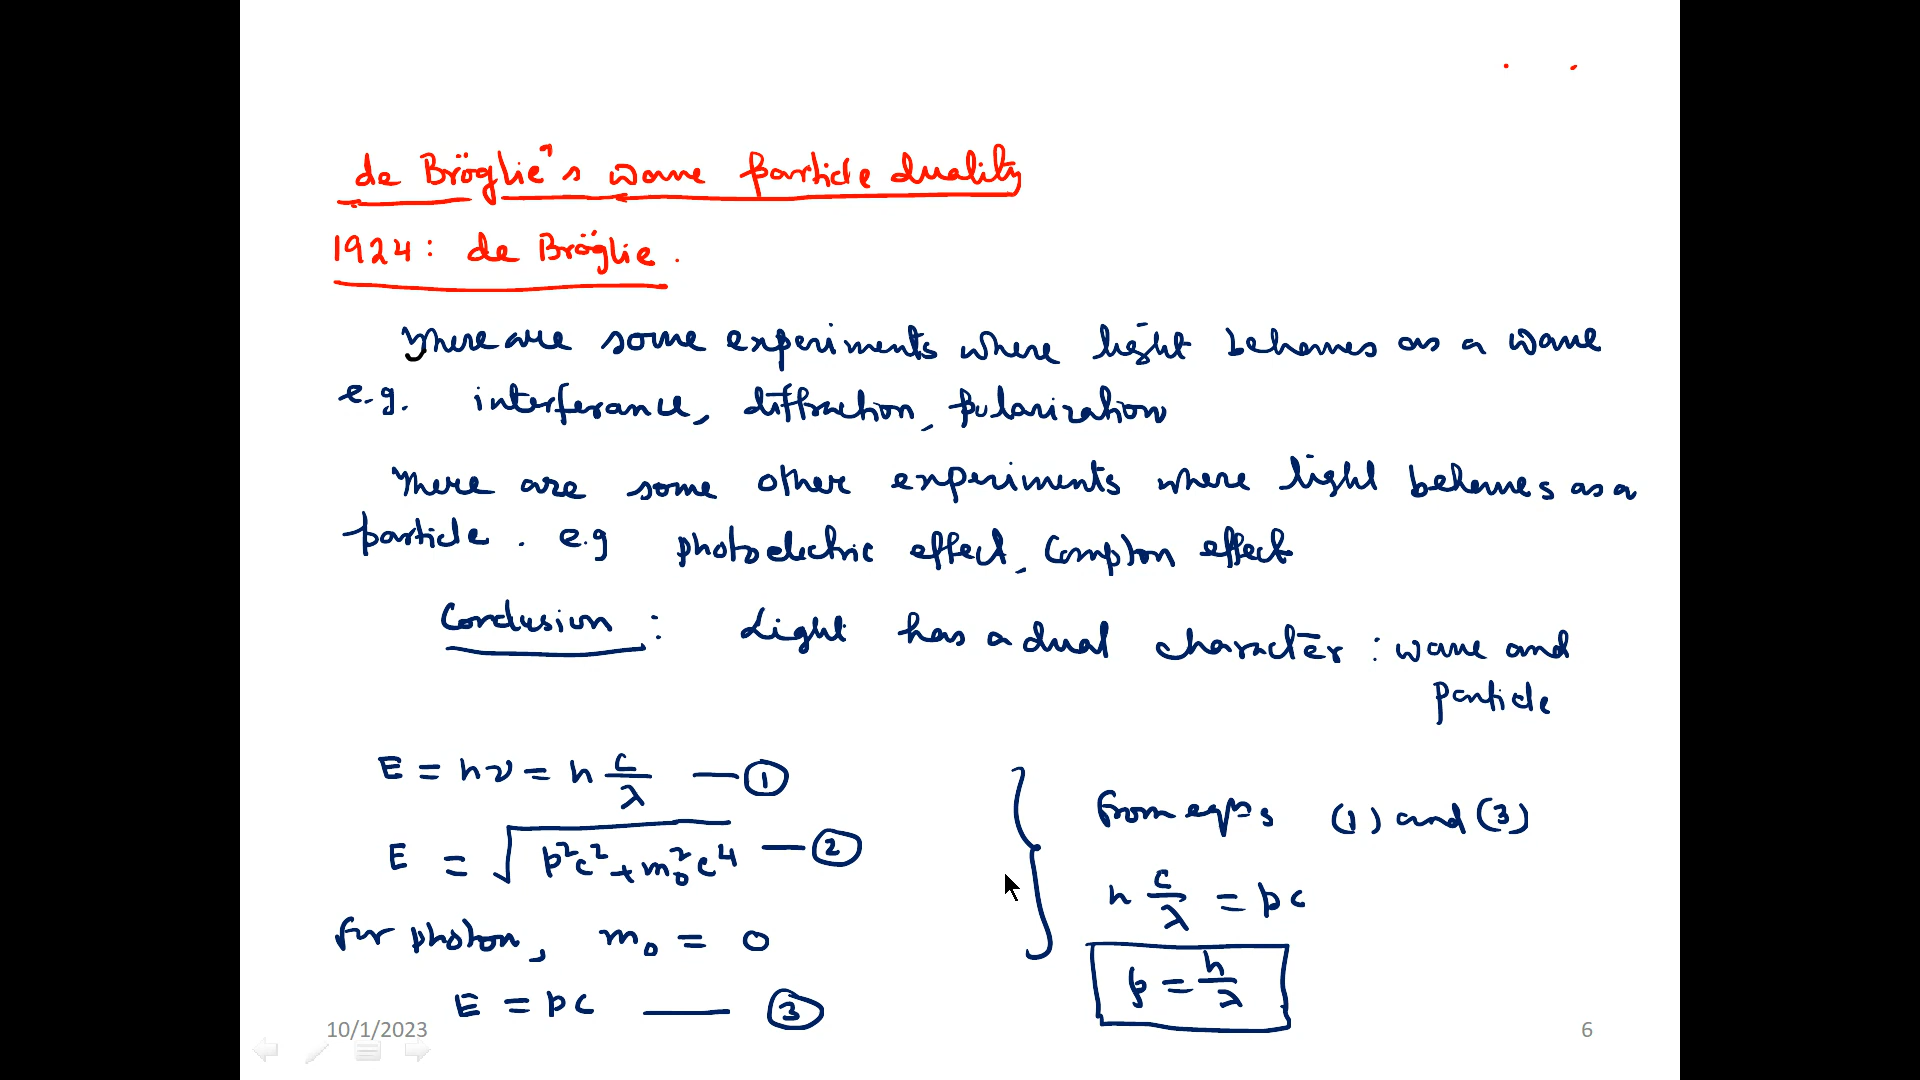 de Bröglie's wave particle duality
1924: de Bröglie.
There are some experiments where light behaves as a wave
e.g. interferance, diffraction, polarization
There are some other experiments where light behaves as a
particle. e.g photoelectric effect, Compton effect
Conclusion: Light has a dual character: wave and
particle
E = hν = h c/λ — ①
E = √(p²c² + m₀²c⁴) — ②
for photon, m₀ = 0
E = pc — ③
From eqns (1) and (3)
h c/λ = pc
p = h/λ
10/1/2023
6